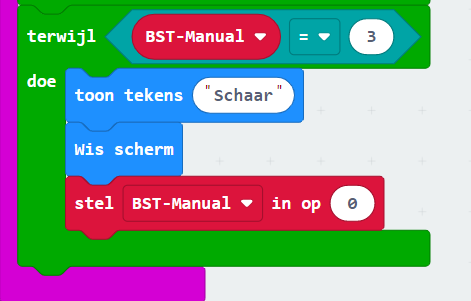 terwijl BST-Manual = 3
doe
toon tekens "Schaar"
Wis scherm
stel BST-Manual in op 0